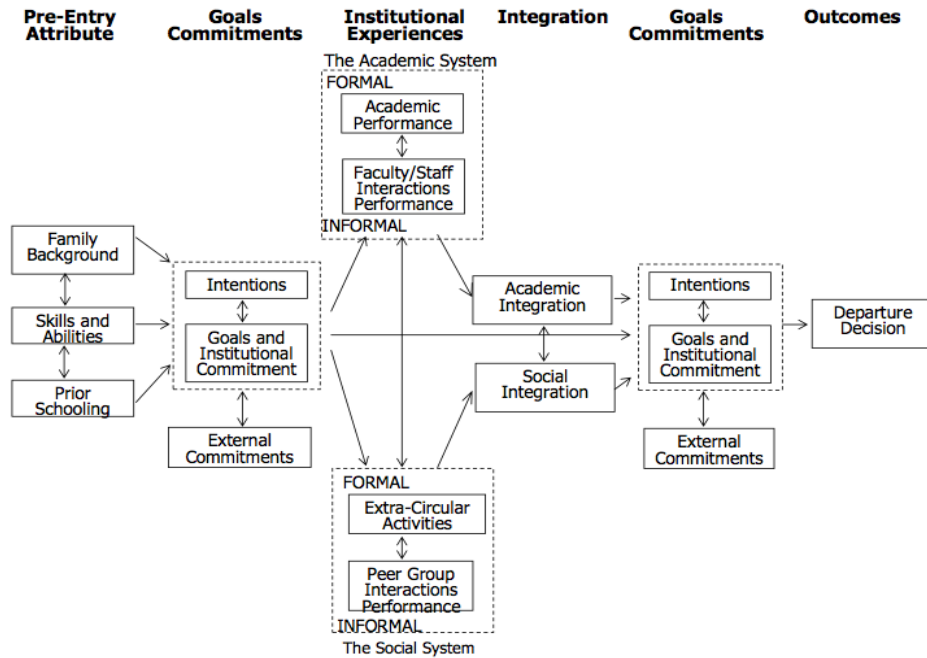 Pre-Entry
Attribute
Goals
Commitments
Institutional
Experiences
Integration
Goals
Commitments
Outcomes
The Academic System
FORMAL
Academic
Performance
Faculty/Staff
Interactions
Performance
INFORMAL
Family
Background
Skills and
Abilities
Prior
Schooling
Intentions
Goals and
Institutional
Commitment
External
Commitments
Academic
Integration
Social
Integration
Intentions
Goals and
Institutional
Commitment
External
Commitments
Departure
Decision
FORMAL
Extra-Circular
Activities
Peer Group
Interactions
Performance
INFORMAL
The Social System